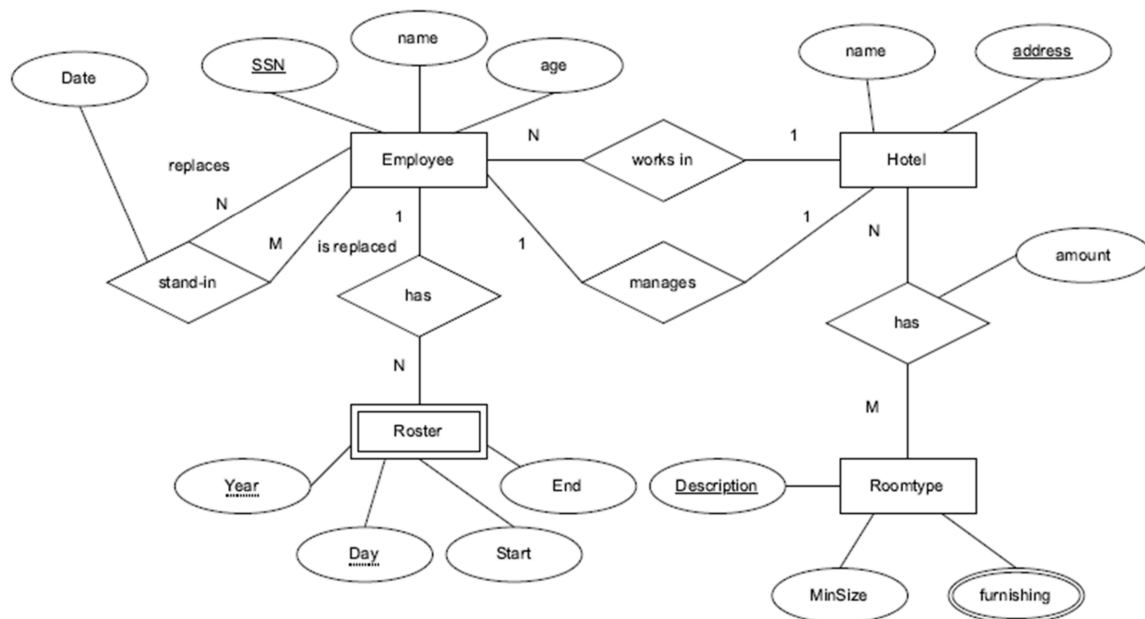 name
name
address
SSN
age
Date
N
1
Employee
works in
Hotel
replaces
N
1
1
N
M
is replaced
1
amount
stand-in
has
manages
has
N
M
Roster
Year
End
Description
Roomtype
Day
Start
MinSize
furnishing